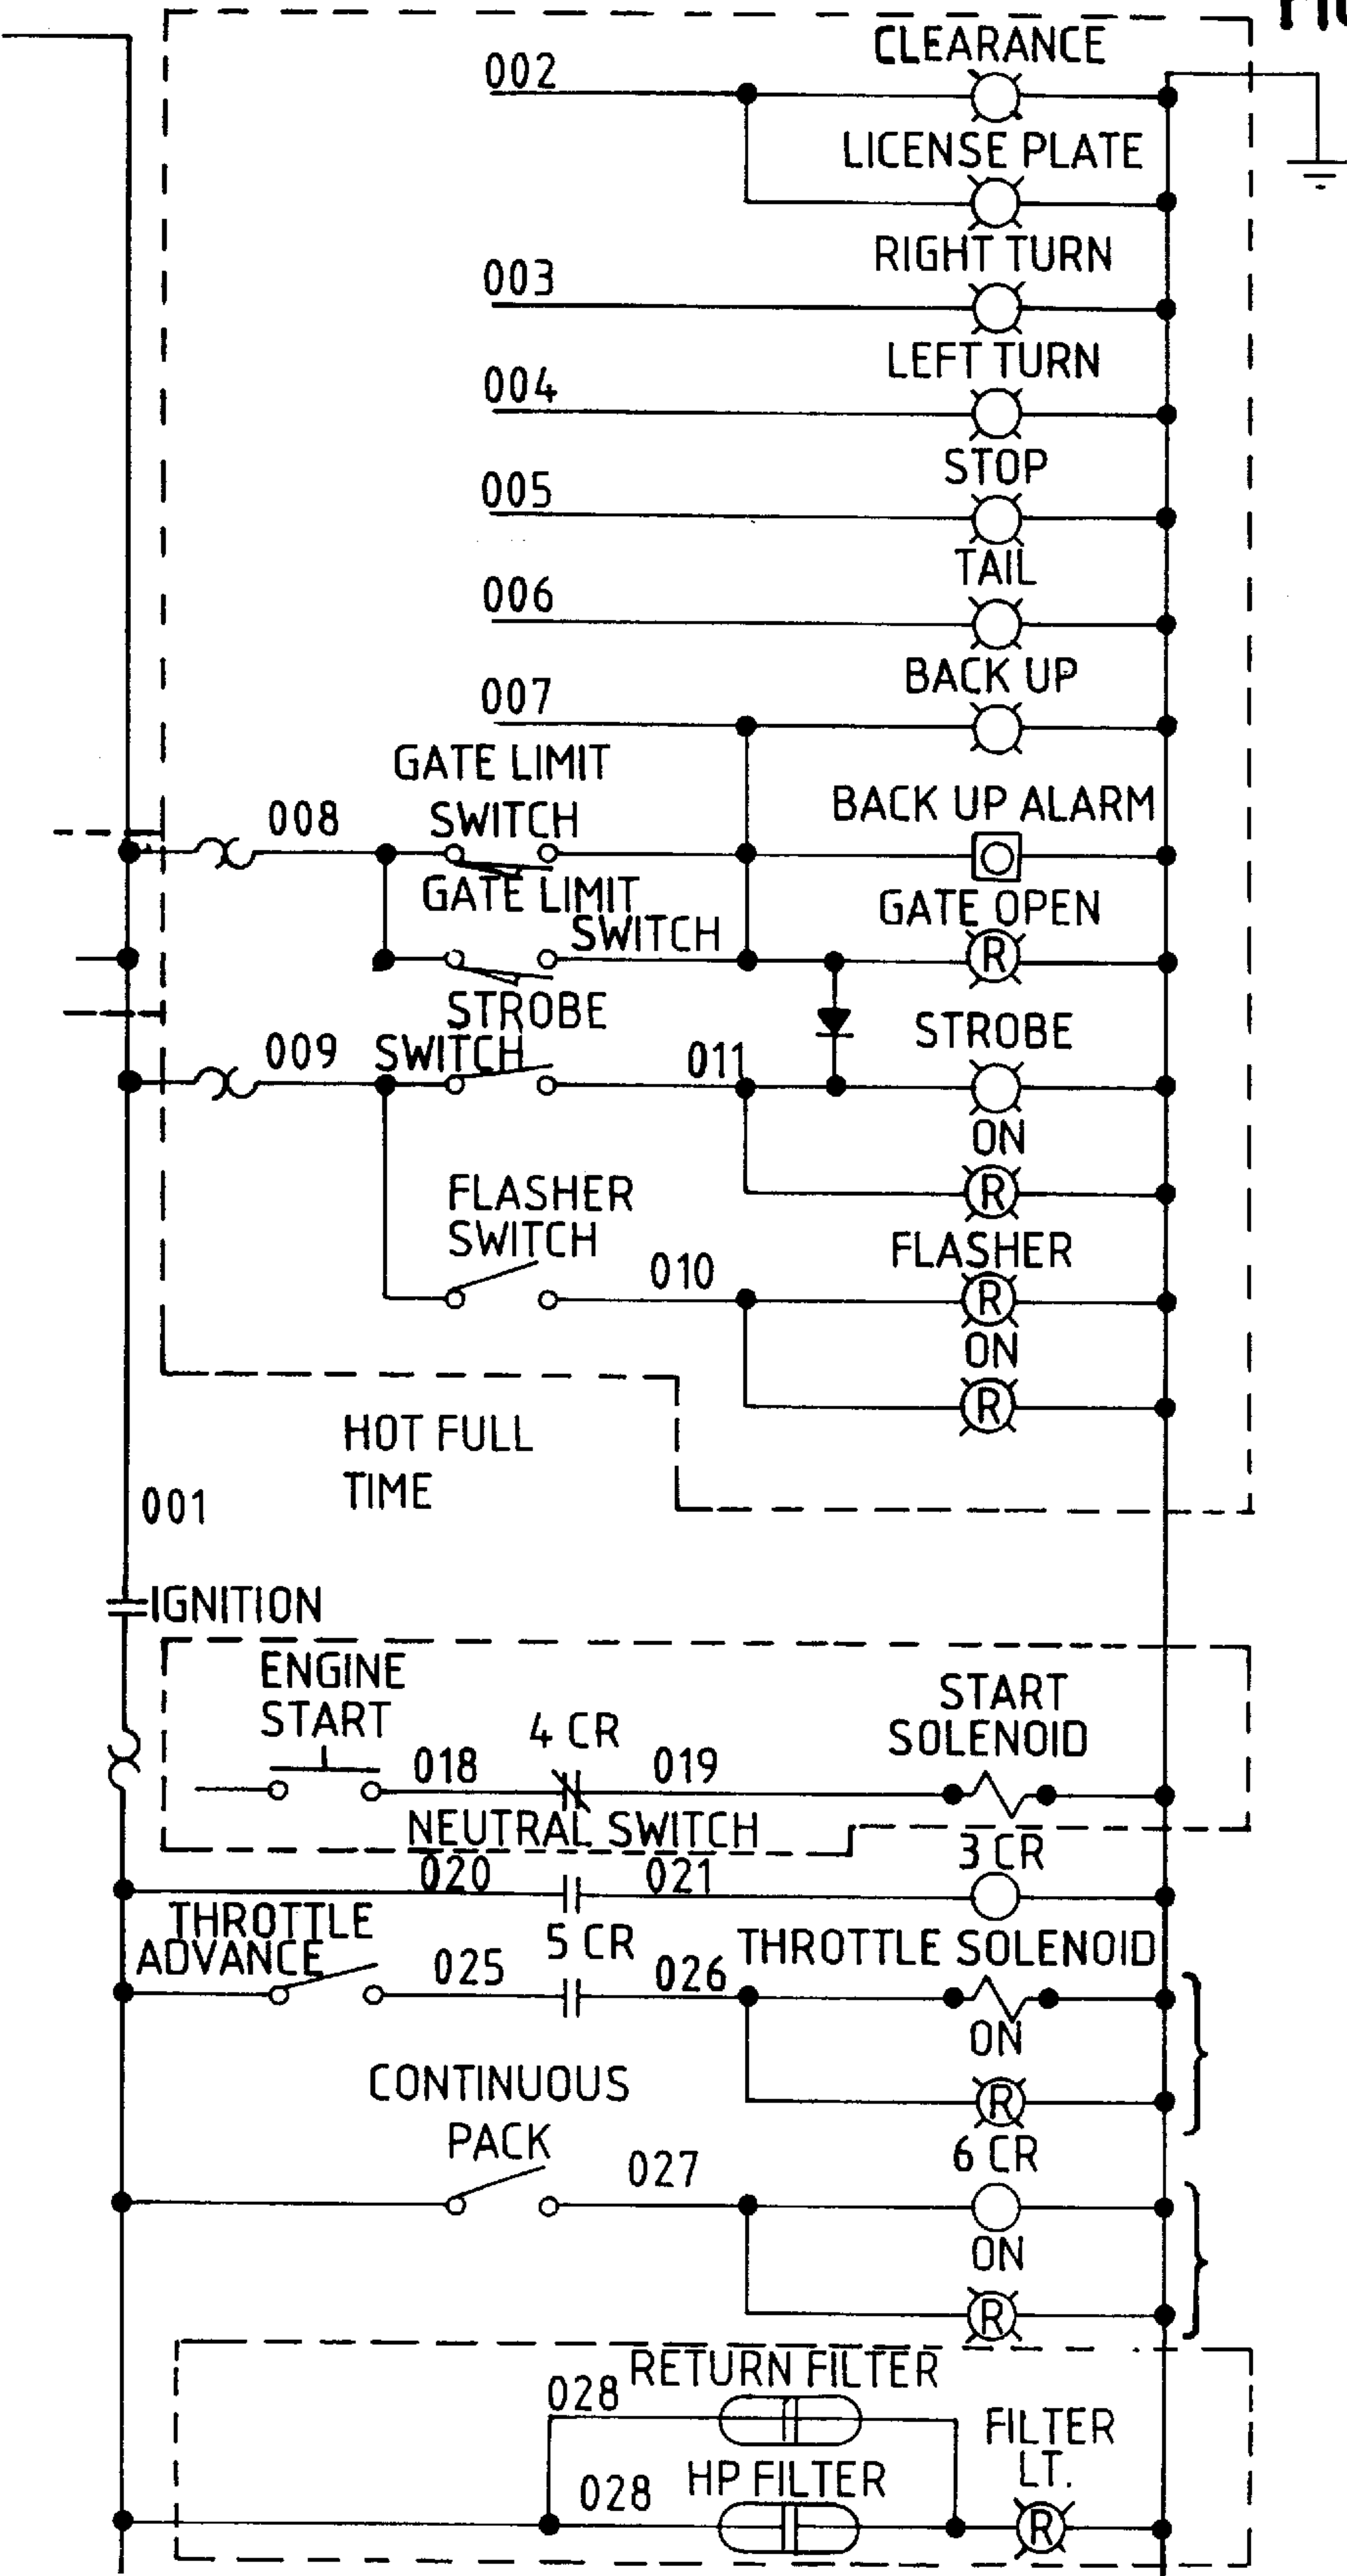 CLEARANCE
002
LICENSE PLATE
RIGHT TURN
003
LEFT TURN
004
STOP
005
TAIL
006
BACK UP
007
GATE LIMIT
SWITCH
BACK UP ALARM
008
GATE LIMIT
SWITCH
GATE OPEN
R
STROBE
SWITCH
009
011
STROBE
ON
R
FLASHER
SWITCH
010
FLASHER
R
ON
R
HOT FULL
TIME
001
IGNITION
ENGINE
START
START
SOLENOID
018
4 CR
019
NEUTRAL SWITCH
020
021
3 CR
THROTTLE
ADVANCE
025
5 CR
026
THROTTLE SOLENOID
ON
R
CONTINUOUS
PACK
027
6 CR
ON
R
028
RETURN FILTER
FILTER
LT.
028
HP FILTER
R